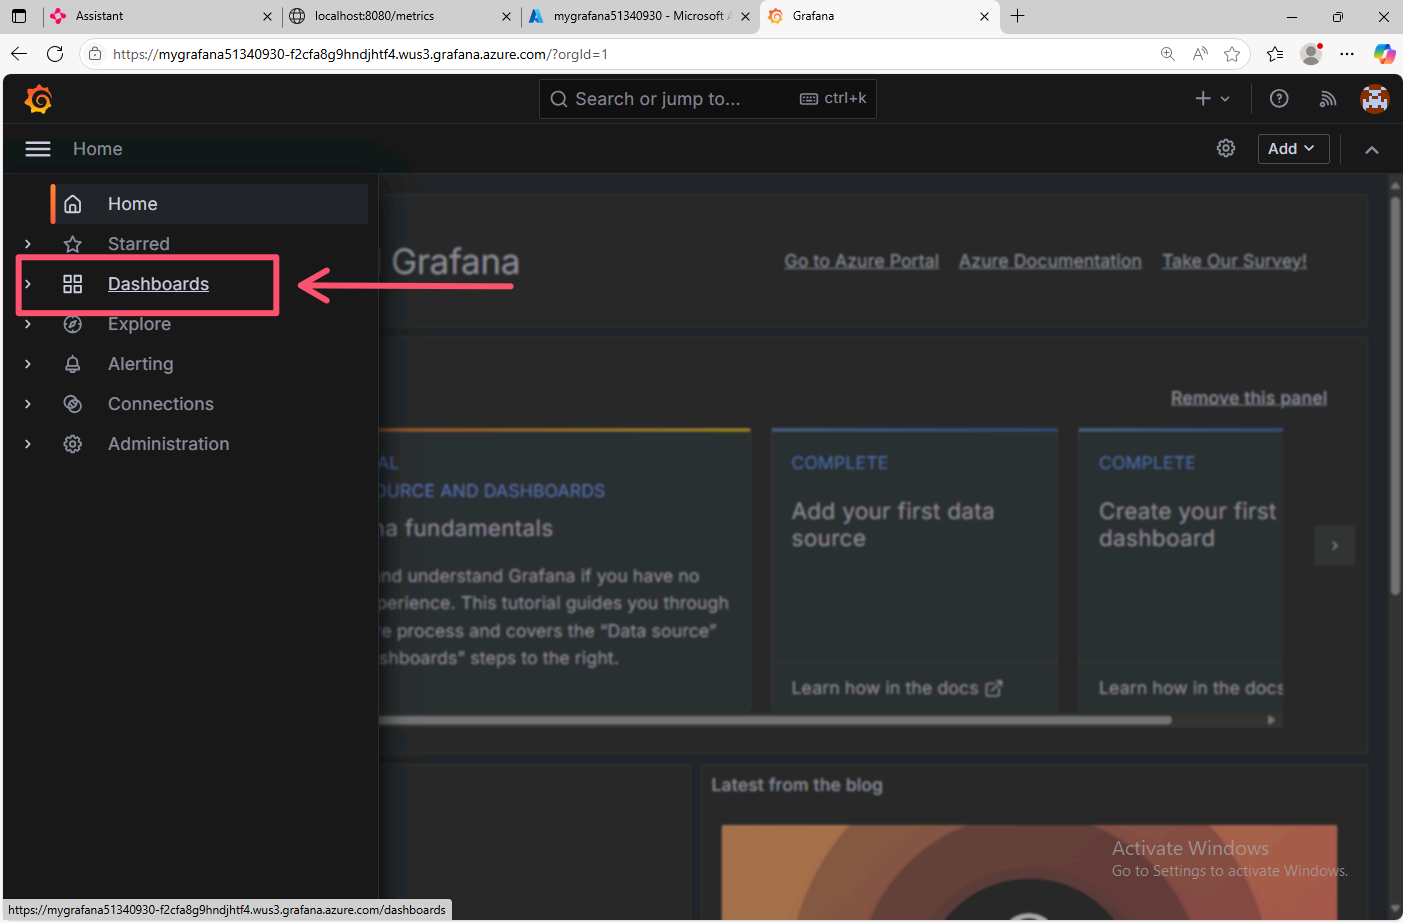 Assistant
localhost:8080/metrics
mygrafana51340930 - Microsoft
Grafana
https://mygrafana51340930-f2cfa8g9hndjhtf4.wus3.grafana.azure.com/?orgId=1
Search or jump to...
ctrl+k
Home
Add
Home
Starred
Dashboards
Explore
Alerting
Connections
Administration
Grafana
Go to Azure Portal
Azure Documentation
Take Our Survey!
Remove this panel
AL
OURCE AND DASHBOARDS
na fundamentals
nd understand Grafana if you have no
perience. This tutorial guides you through
re process and covers the “Data source”
shboards” steps to the right.
COMPLETE
Add your first data
source
Learn how in the docs
COMPLETE
Create your first
dashboard
Learn how in the docs
Latest from the blog
Activate Windows
Go to Settings to activate Windows.
https://mygrafana51340930-f2cfa8g9hndjhtf4.wus3.grafana.azure.com/dashboards